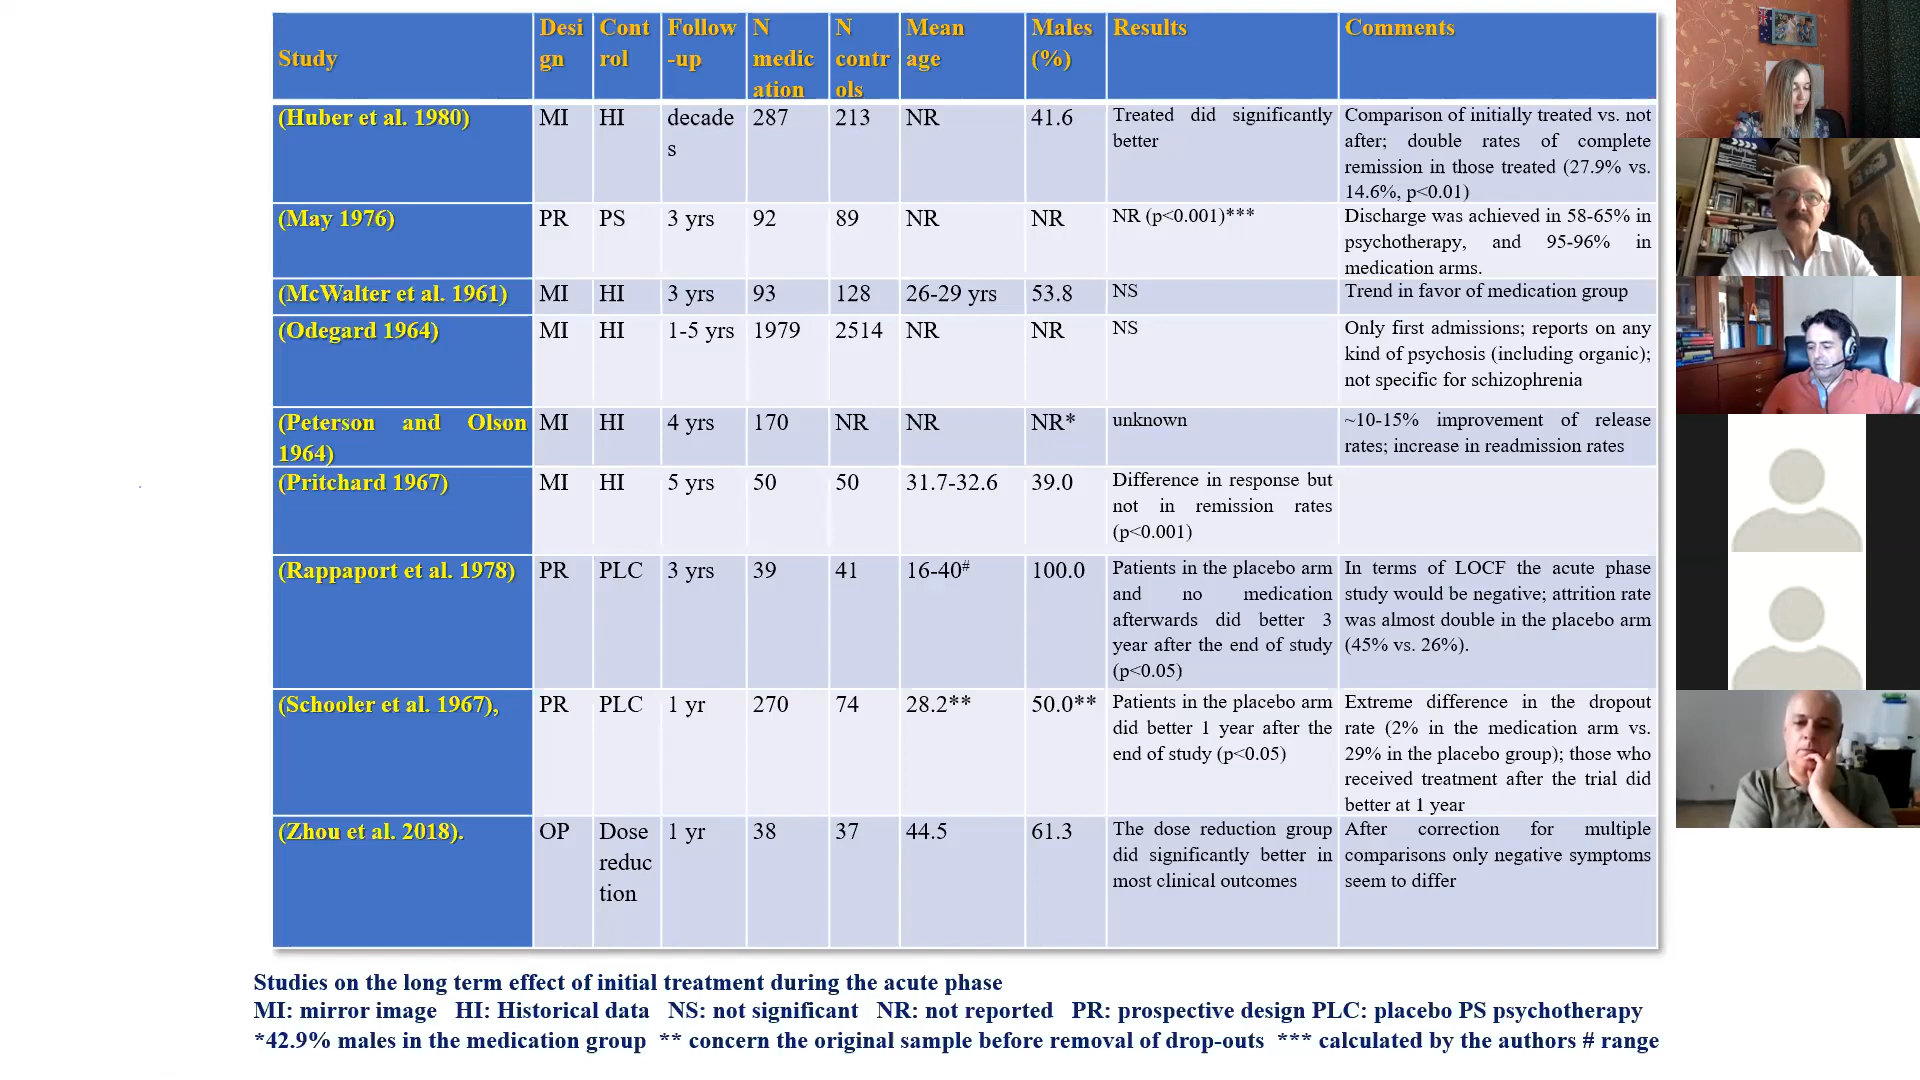 Study
Desi
gn
Cont
rol
Follow
-up
N
medic
ation
N
contr
ols
Mean
age
Males
(%)
Results
Comments
(Huber et al. 1980)
MI
HI
decade
s
287
213
NR
41.6
Treated did significantly
better
Comparison of initially treated vs. not
after; double rates of complete
remission in those treated (27.9% vs.
14.6%, p<0.01)
(May 1976)
PR
PS
3 yrs
92
89
NR
NR
NR (p<0.001)***
Discharge was achieved in 58-65% in
psychotherapy, and 95-96% in
medication arms.
(McWalter et al. 1961)
MI
HI
3 yrs
93
128
26-29 yrs
53.8
NS
Trend in favor of medication group
(Odegard 1964)
MI
HI
1-5 yrs
1979
2514
NR
NR
NS
Only first admissions; reports on any
kind of psychosis (including organic);
not specific for schizophrenia
(Peterson and Olson
1964)
MI
HI
4 yrs
170
NR
NR
NR*
unknown
~10-15% improvement of release
rates; increase in readmission rates
(Pritchard 1967)
MI
HI
5 yrs
50
50
31.7-32.6
39.0
Difference in response but
not in remission rates
(p<0.001)
(Rappaport et al. 1978)
PR
PLC
3 yrs
39
41
16-40#
100.0
Patients in the placebo arm
and no medication
afterwards did better 3
year after the end of study
(p<0.05)
In terms of LOCF the acute phase
study would be negative; attrition rate
was almost double in the placebo arm
(45% vs. 26%).
(Schooler et al. 1967),
PR
PLC
1 yr
270
74
28.2**
50.0**
Patients in the placebo arm
did better 1 year after the
end of study (p<0.05)
Extreme difference in the dropout
rate (2% in the medication arm vs.
29% in the placebo group); those who
received treatment after the trial did
better at 1 year
(Zhou et al. 2018).
OP
Dose
reduc
tion
1 yr
38
37
44.5
61.3
The dose reduction group
did significantly better in
most clinical outcomes
After correction for multiple
comparisons only negative symptoms
seem to differ
Studies on the long term effect of initial treatment during the acute phase
MI: mirror image HI: Historical data NS: not significant NR: not reported PR: prospective design PLC: placebo PS psychotherapy
*42.9% males in the medication group ** concern the original sample before removal of drop-outs *** calculated by the authors # range